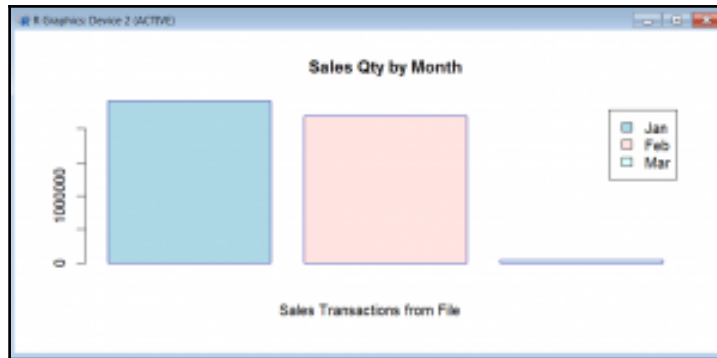 R Graphics: Device 2 (ACTIVE)
Sales Qty by Month
Jan
Feb
Mar
1000000
0
Sales Transactions from File